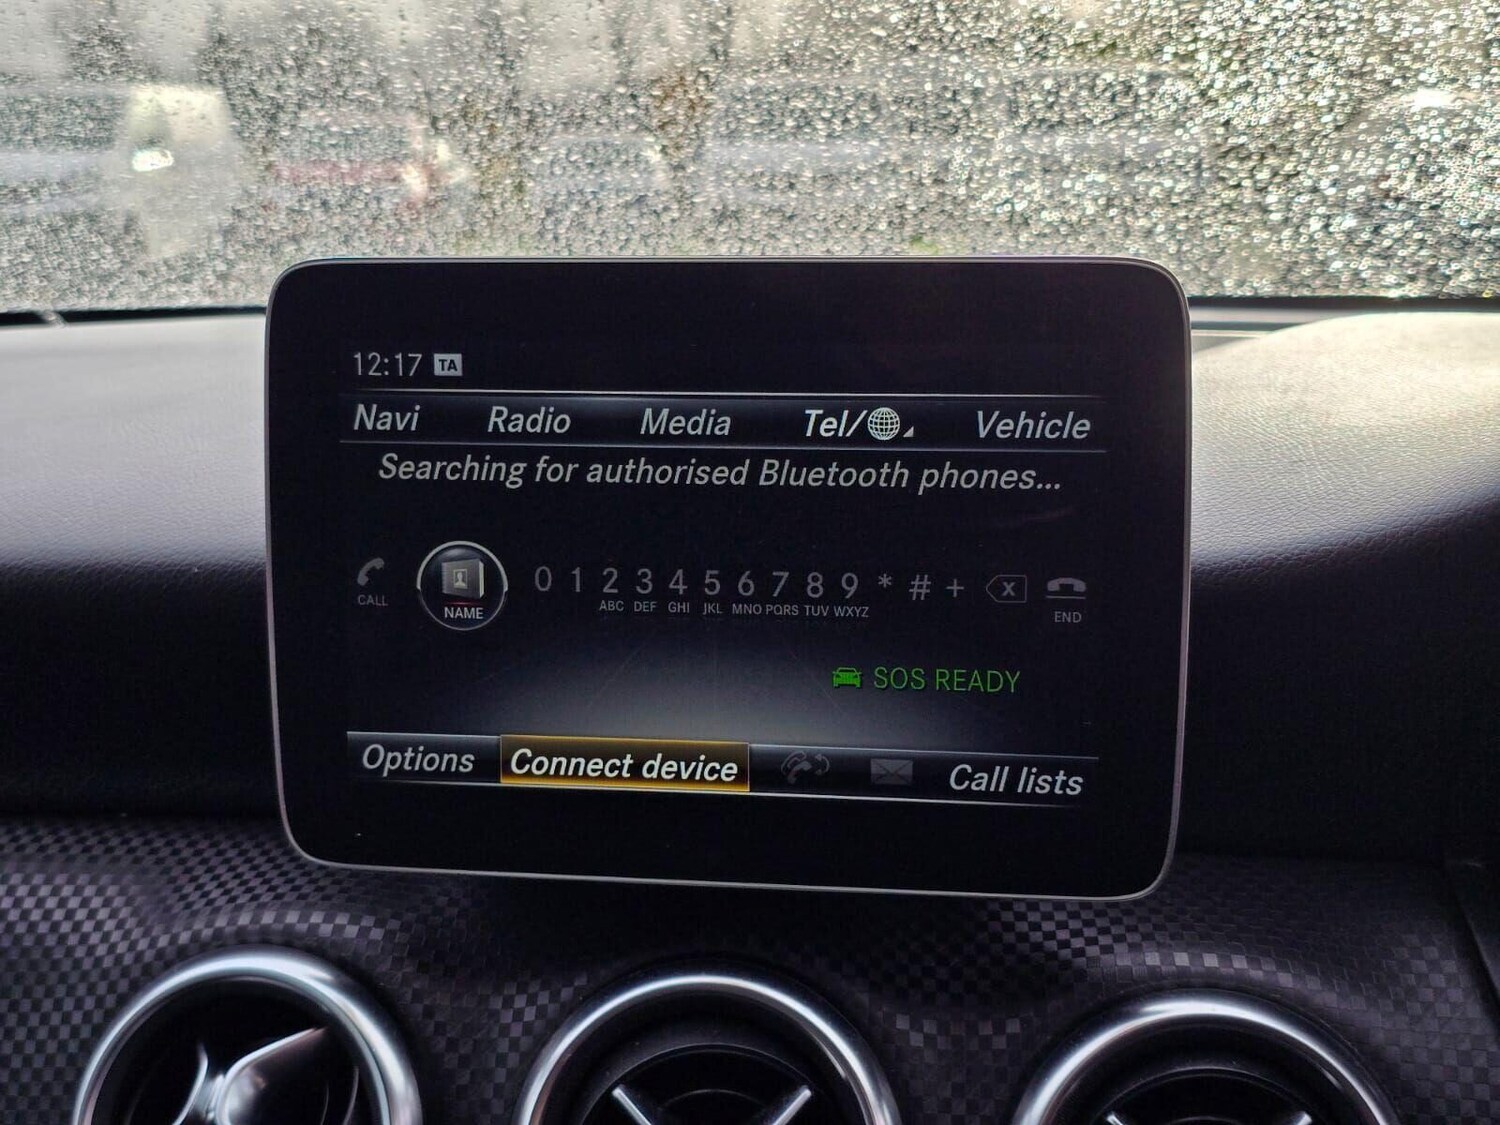 12:17 TA
Navi Radio Media Tel/ Vehicle
Searching for authorised Bluetooth phones...
0 1 2 3 4 5 6 7 8 9 * # + x
CALL NAME ABC DEF GHI JKL MNO PQRS TUV WXYZ END
SOS READY
Options Connect device Call lists